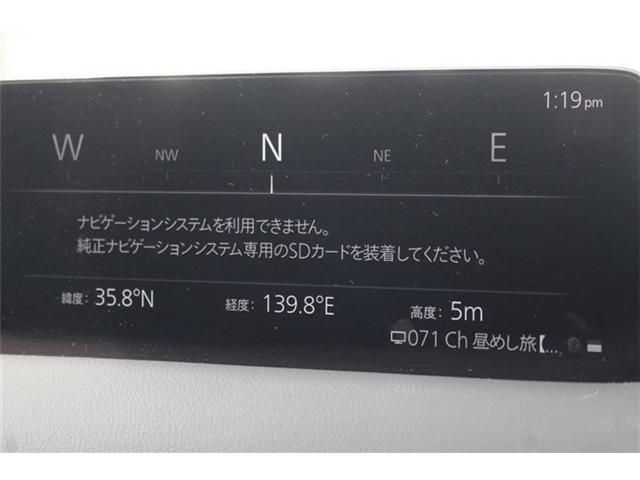 1:19 pm
W NW N NE E
ナビゲーションシステムを利用できません。
純正ナビゲーションシステム専用のSDカードを装着してください。
緯度: 35.8°N 経度: 139.8°E 高度: 5m
071 Ch 昼めし旅【...